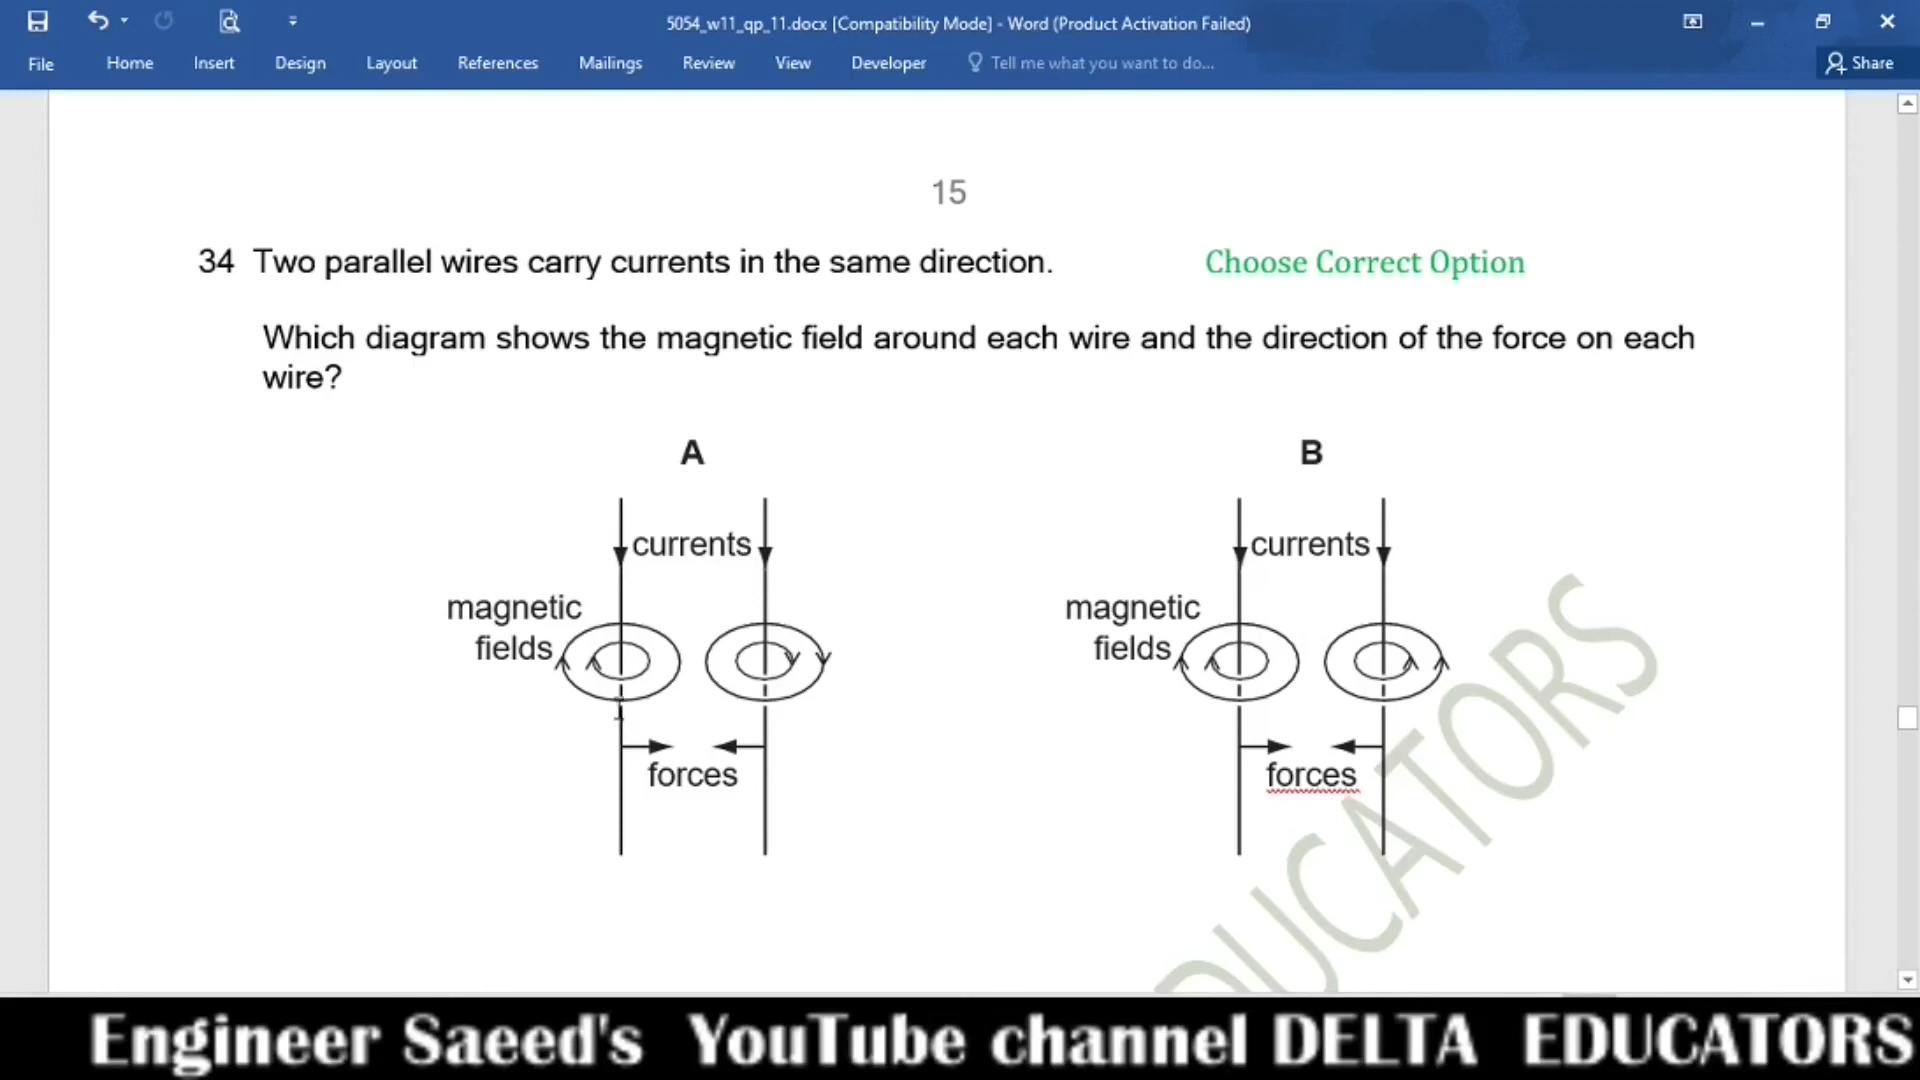 5054_w11_qp_11.docx [Compatibility Mode] - Word (Product Activation Failed)
File Home Insert Design Layout References Mailings Review View Developer Tell me what you want to do... Share
15
34 Two parallel wires carry currents in the same direction. Choose Correct Option
Which diagram shows the magnetic field around each wire and the direction of the force on each
wire?
A B
currents currents
magnetic magnetic
fields fields
forces forces
DUCATORS
Engineer Saeed's YouTube channel DELTA EDUCATORS